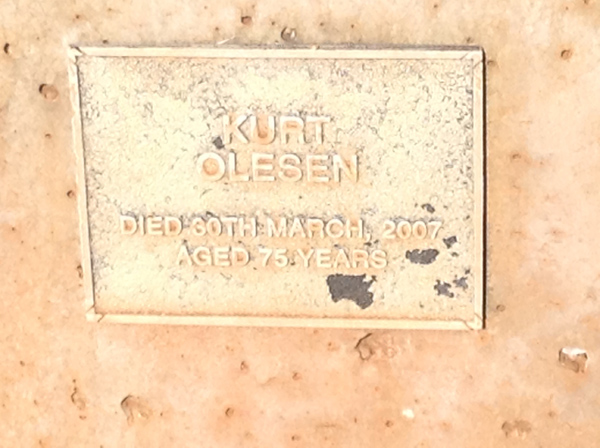 KURT
OLESEN
DIED 30TH MARCH, 2007
AGED 75 YEARS